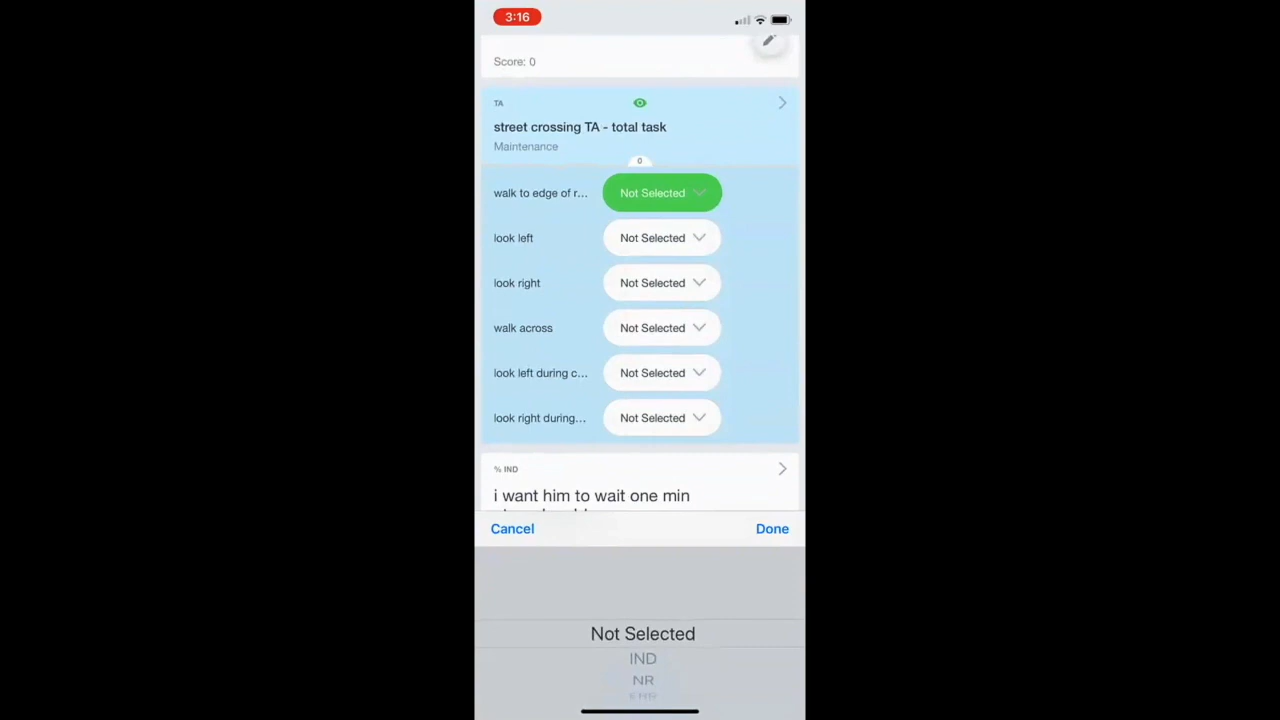 3:16
Score: 0
TA
street crossing TA - total task
Maintenance
0
walk to edge of r... Not Selected
look left Not Selected
look right Not Selected
walk across Not Selected
look left during c... Not Selected
look right during... Not Selected
% IND
i want him to wait one min
Cancel Done
Not Selected
IND
NR